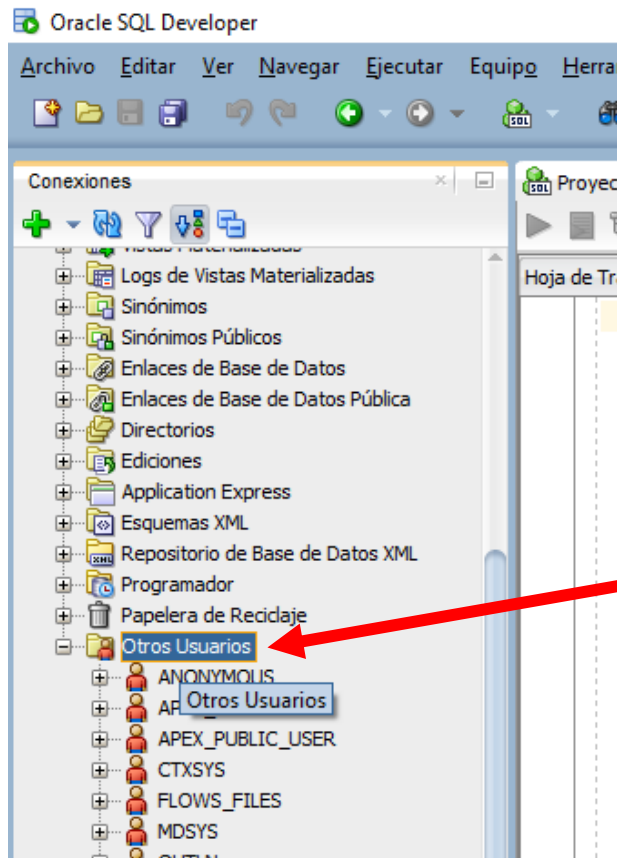 Oracle SQL Developer
Archivo Editar Ver Navegar Ejecutar Equipo
Conexiones
Logs de Vistas Materializadas
Hoja de
Sinónimos
Sinónimos Públicos
Enlaces de Base de Datos
Enlaces de Base de Datos Pública
Directorios
Ediciones
Application Express
Esquemas XML
Repositorio de Base de Datos XML
Programador
Papelera de Reciclaje
Otros Usuarios
ANONYMOUS
Otros Usuarios
APEX_PUBLIC_USER
CTXSYS
FLOWS_FILES
MDSYS